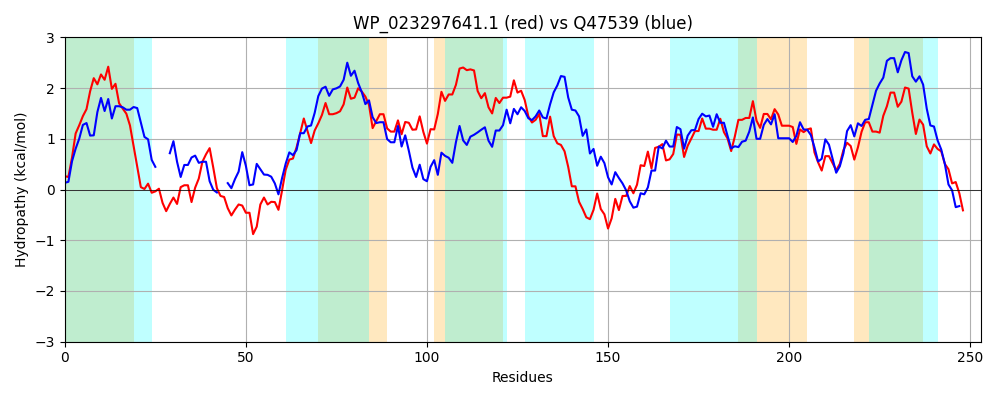 WP_023297641.1 (red) vs Q47539 (blue)
Hydropathy (kcal/mol)
3
2
1
0
−1
−2
−3
0 50 100 150 200 250
Residues